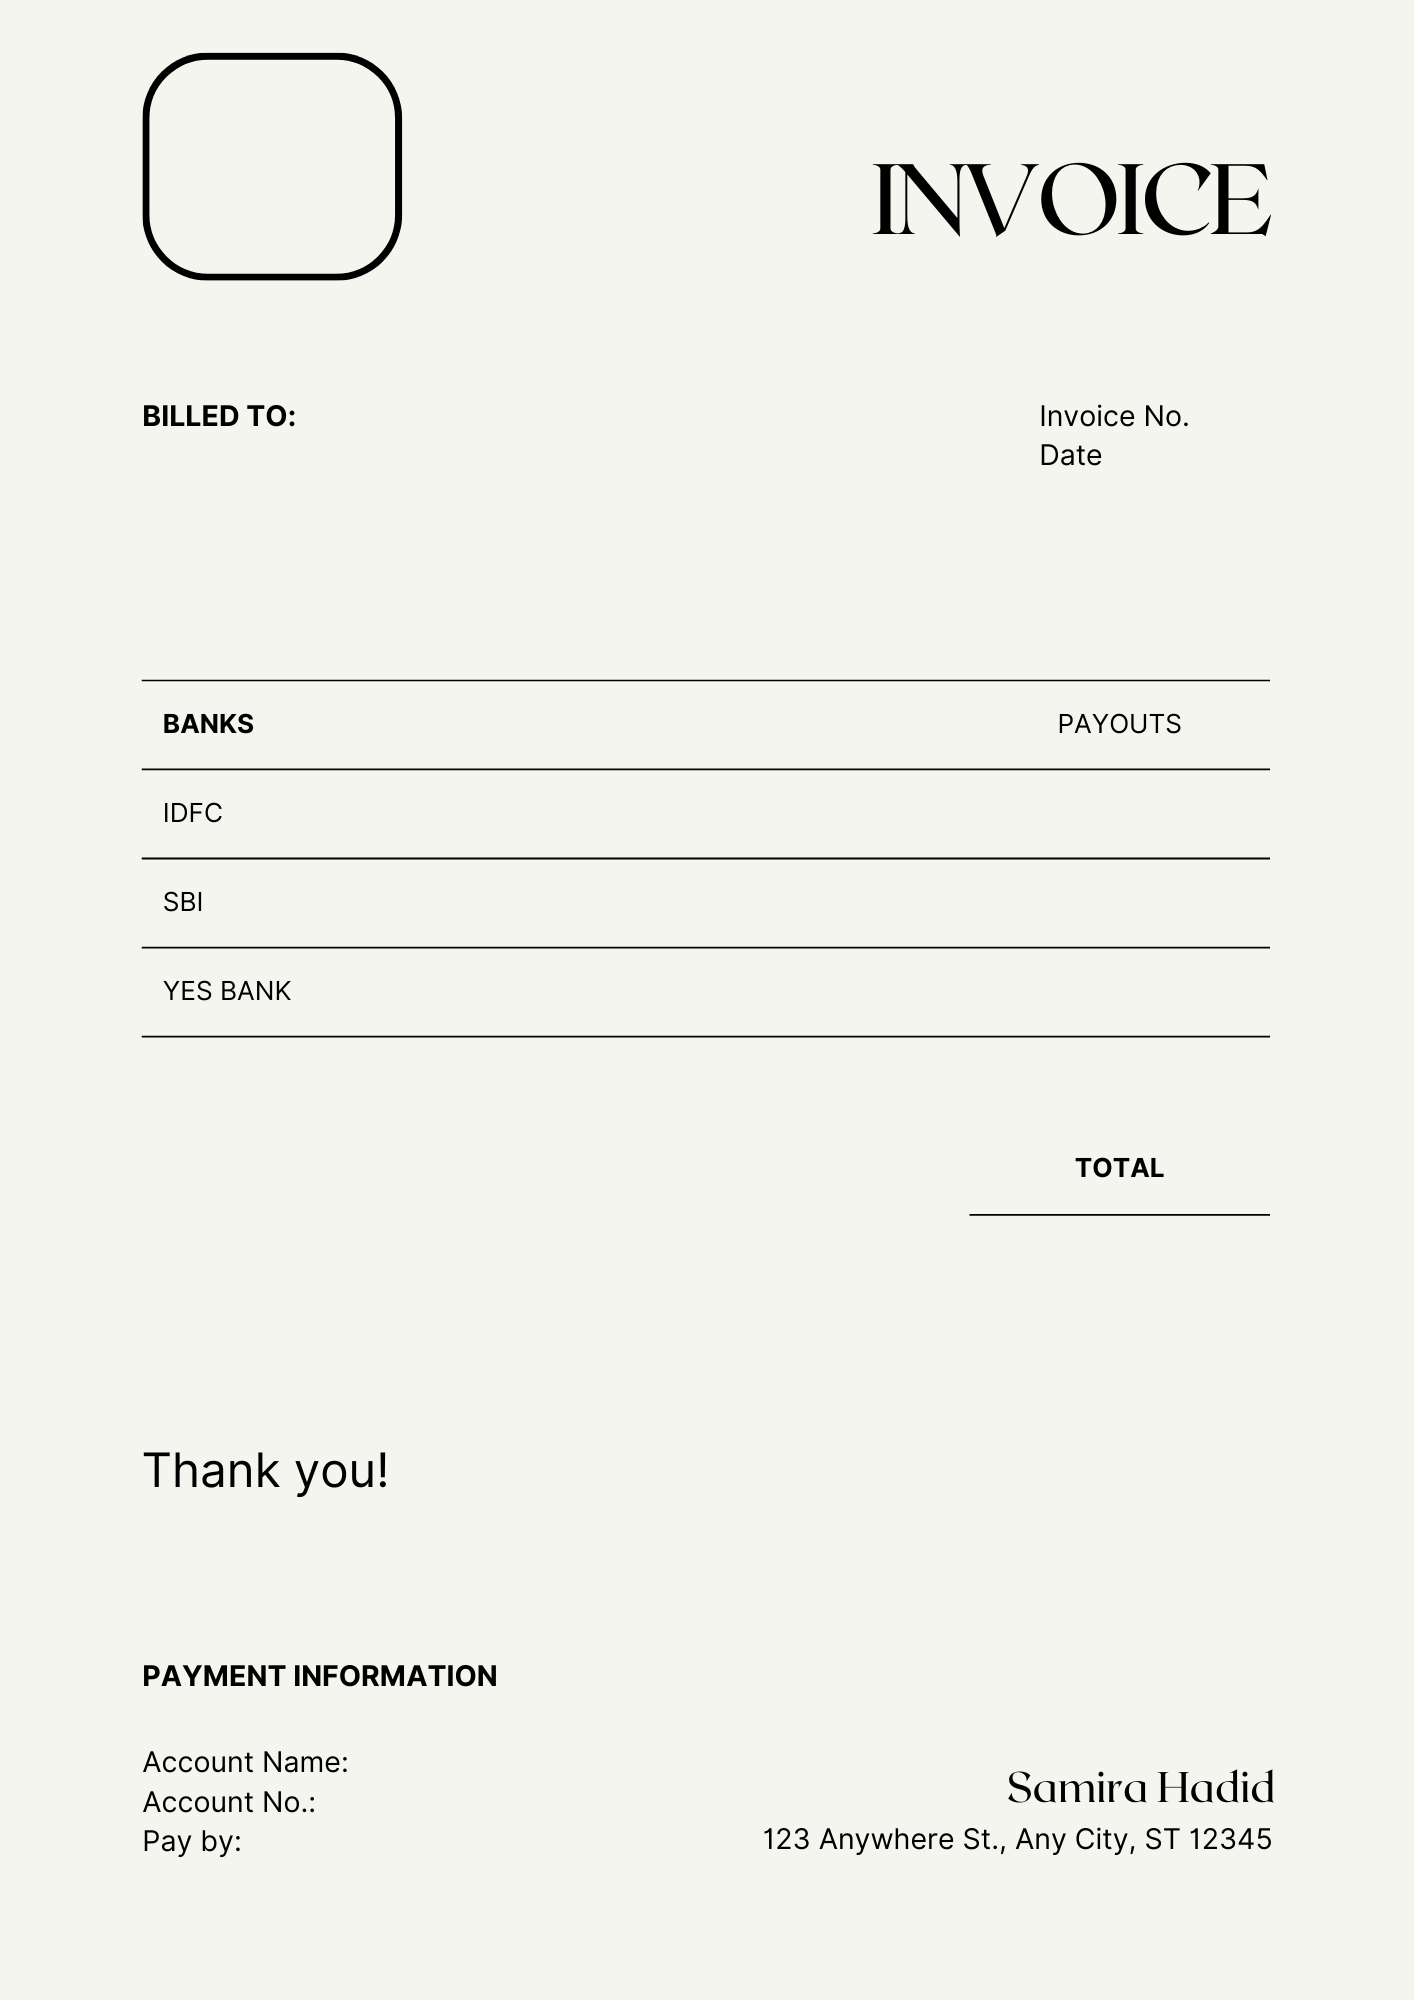 INVOICE
BILLED TO:
Invoice No.
Date
BANKS PAYOUTS
IDFC
SBI
YES BANK
TOTAL
Thank you!
PAYMENT INFORMATION
Account Name:
Account No.:
Pay by:
Samira Hadid
123 Anywhere St., Any City, ST 12345